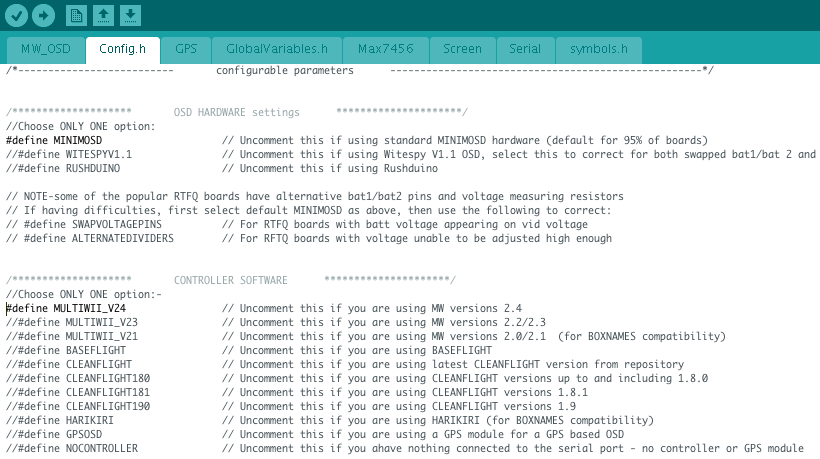 MW_OSD Config.h GPS GlobalVariables.h Max7456 Screen Serial symbols.h
/*-------------------------- configurable parameters ----------------------------------------------------*/
/******************** OSD HARDWARE settings *********************/
//Choose ONLY ONE option:
#define MINIMOSD // Uncomment this if using standard MINIMOSD hardware (default for 95% of boards)
//#define WITESPYV1.1 // Uncomment this if using Witespy V1.1 OSD, select this to correct for both swapped bat1/bat 2 and
//#define RUSHDUINO // Uncomment this if using Rushduino
// NOTE-some of the popular RTFQ boards have alternative bat1/bat2 pins and voltage measuring resistors
// If having difficulties, first select default MINIMOSD as above, then use the following to correct:
// #define SWAPVOLTAGEPINS // For RTFQ boards with batt voltage appearing on vid voltage
// #define ALTERNATEDIVIDERS // For RFTQ boards with voltage unable to be adjusted high enough
/******************** CONTROLLER SOFTWARE *********************/
//Choose ONLY ONE option:-
#define MULTIWII_V24 // Uncomment this if you are using MW versions 2.4
//#define MULTIWII_V23 // Uncomment this if you are using MW versions 2.2/2.3
//#define MULTIWII_V21 // Uncomment this if you are using MW versions 2.0/2.1 (for BOXNAMES compatibility)
//#define BASEFLIGHT // Uncomment this if you are using BASEFLIGHT
//#define CLEANFLIGHT // Uncomment this if you are using latest CLEANFLIGHT version from repository
//#define CLEANFLIGHT180 // Uncomment this if you are using CLEANFLIGHT versions up to and including 1.8.0
//#define CLEANFLIGHT181 // Uncomment this if you are using CLEANFLIGHT versions 1.8.1
//#define CLEANFLIGHT190 // Uncomment this if you are using CLEANFLIGHT versions 1.9
//#define HARIKIRI // Uncomment this if you are using HARIKIRI (for BOXNAMES compatibility)
//#define GPSOSD // Uncomment this if you are using a GPS module for a GPS based OSD
//#define NOCONTROLLER // Uncomment this if you ahave nothing connected to the serial port - no controller or GPS module